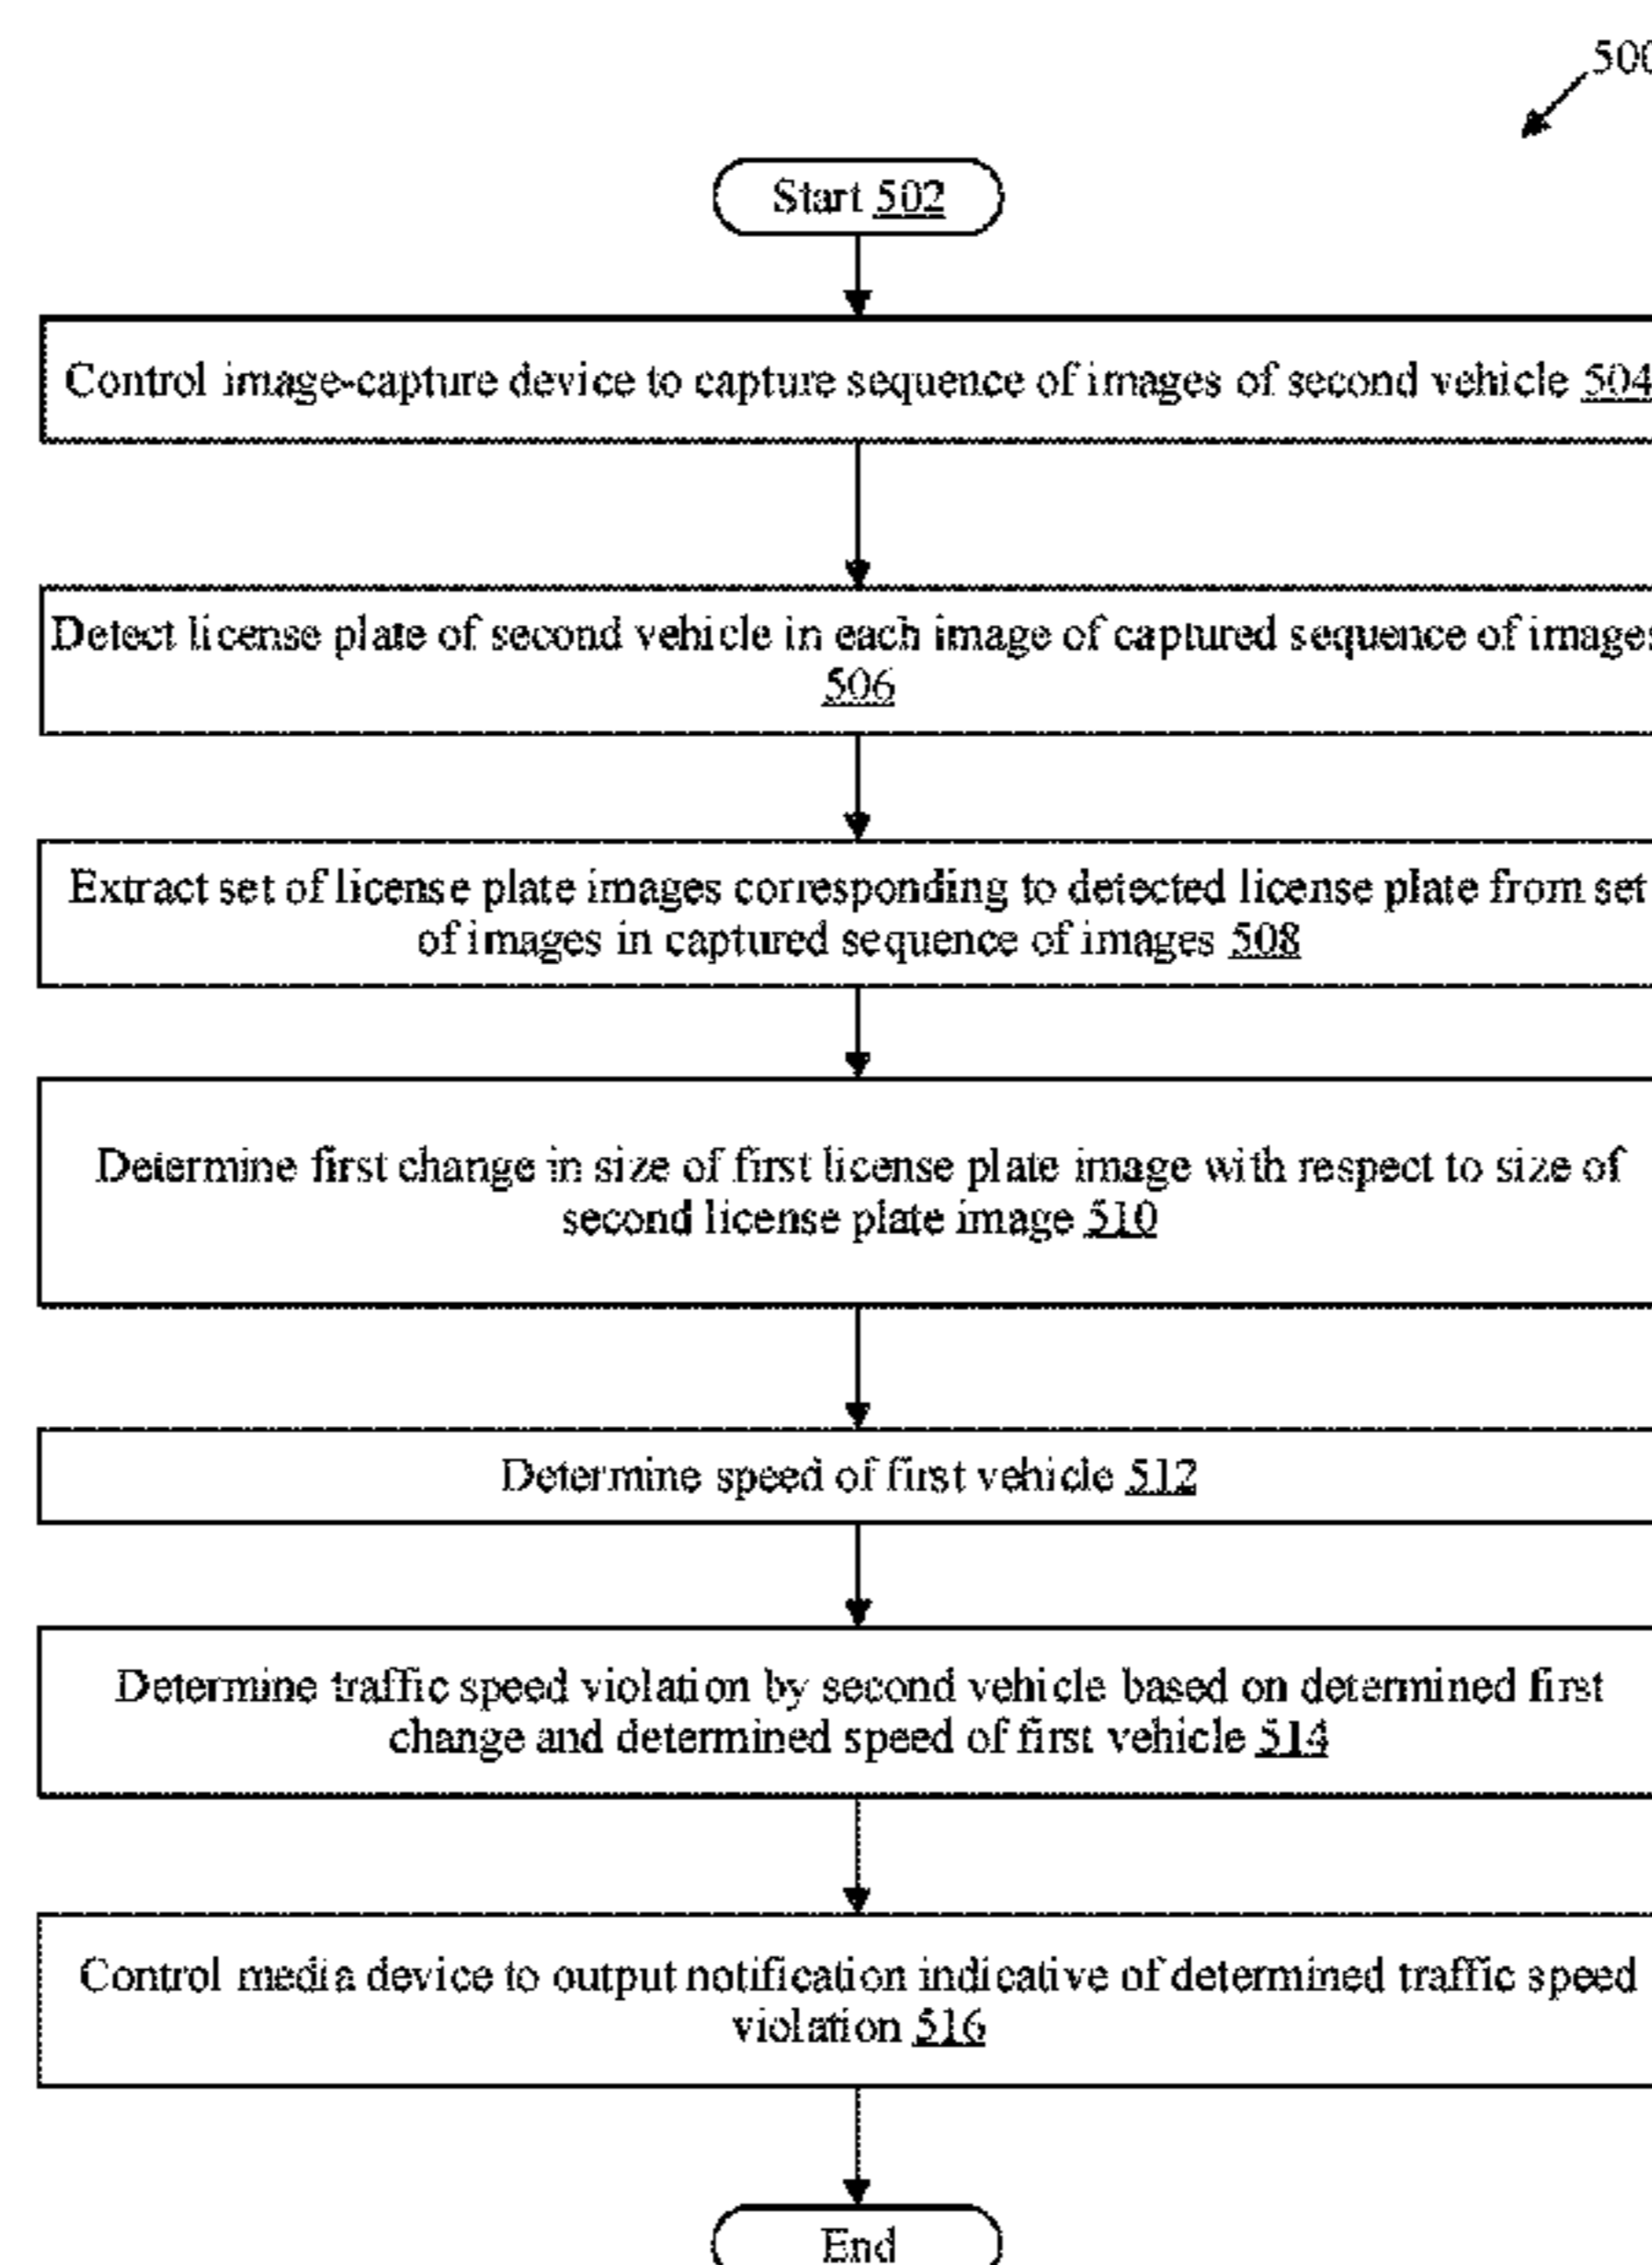 500
Start 502
Control image-capture device to capture sequence of images of second vehicle 504
Detect license plate of second vehicle in each image of captured sequence of images
506
Extract set of license plate images corresponding to detected license plate from set
of images in captured sequence of images 508
Determine first change in size of first license plate image with respect to size of
second license plate image 510
Determine speed of first vehicle 512
Determine traffic speed violation by second vehicle based on determined first
change and determined speed of first vehicle 514
Control media device to output notification indicative of determined traffic speed
violation 516
End